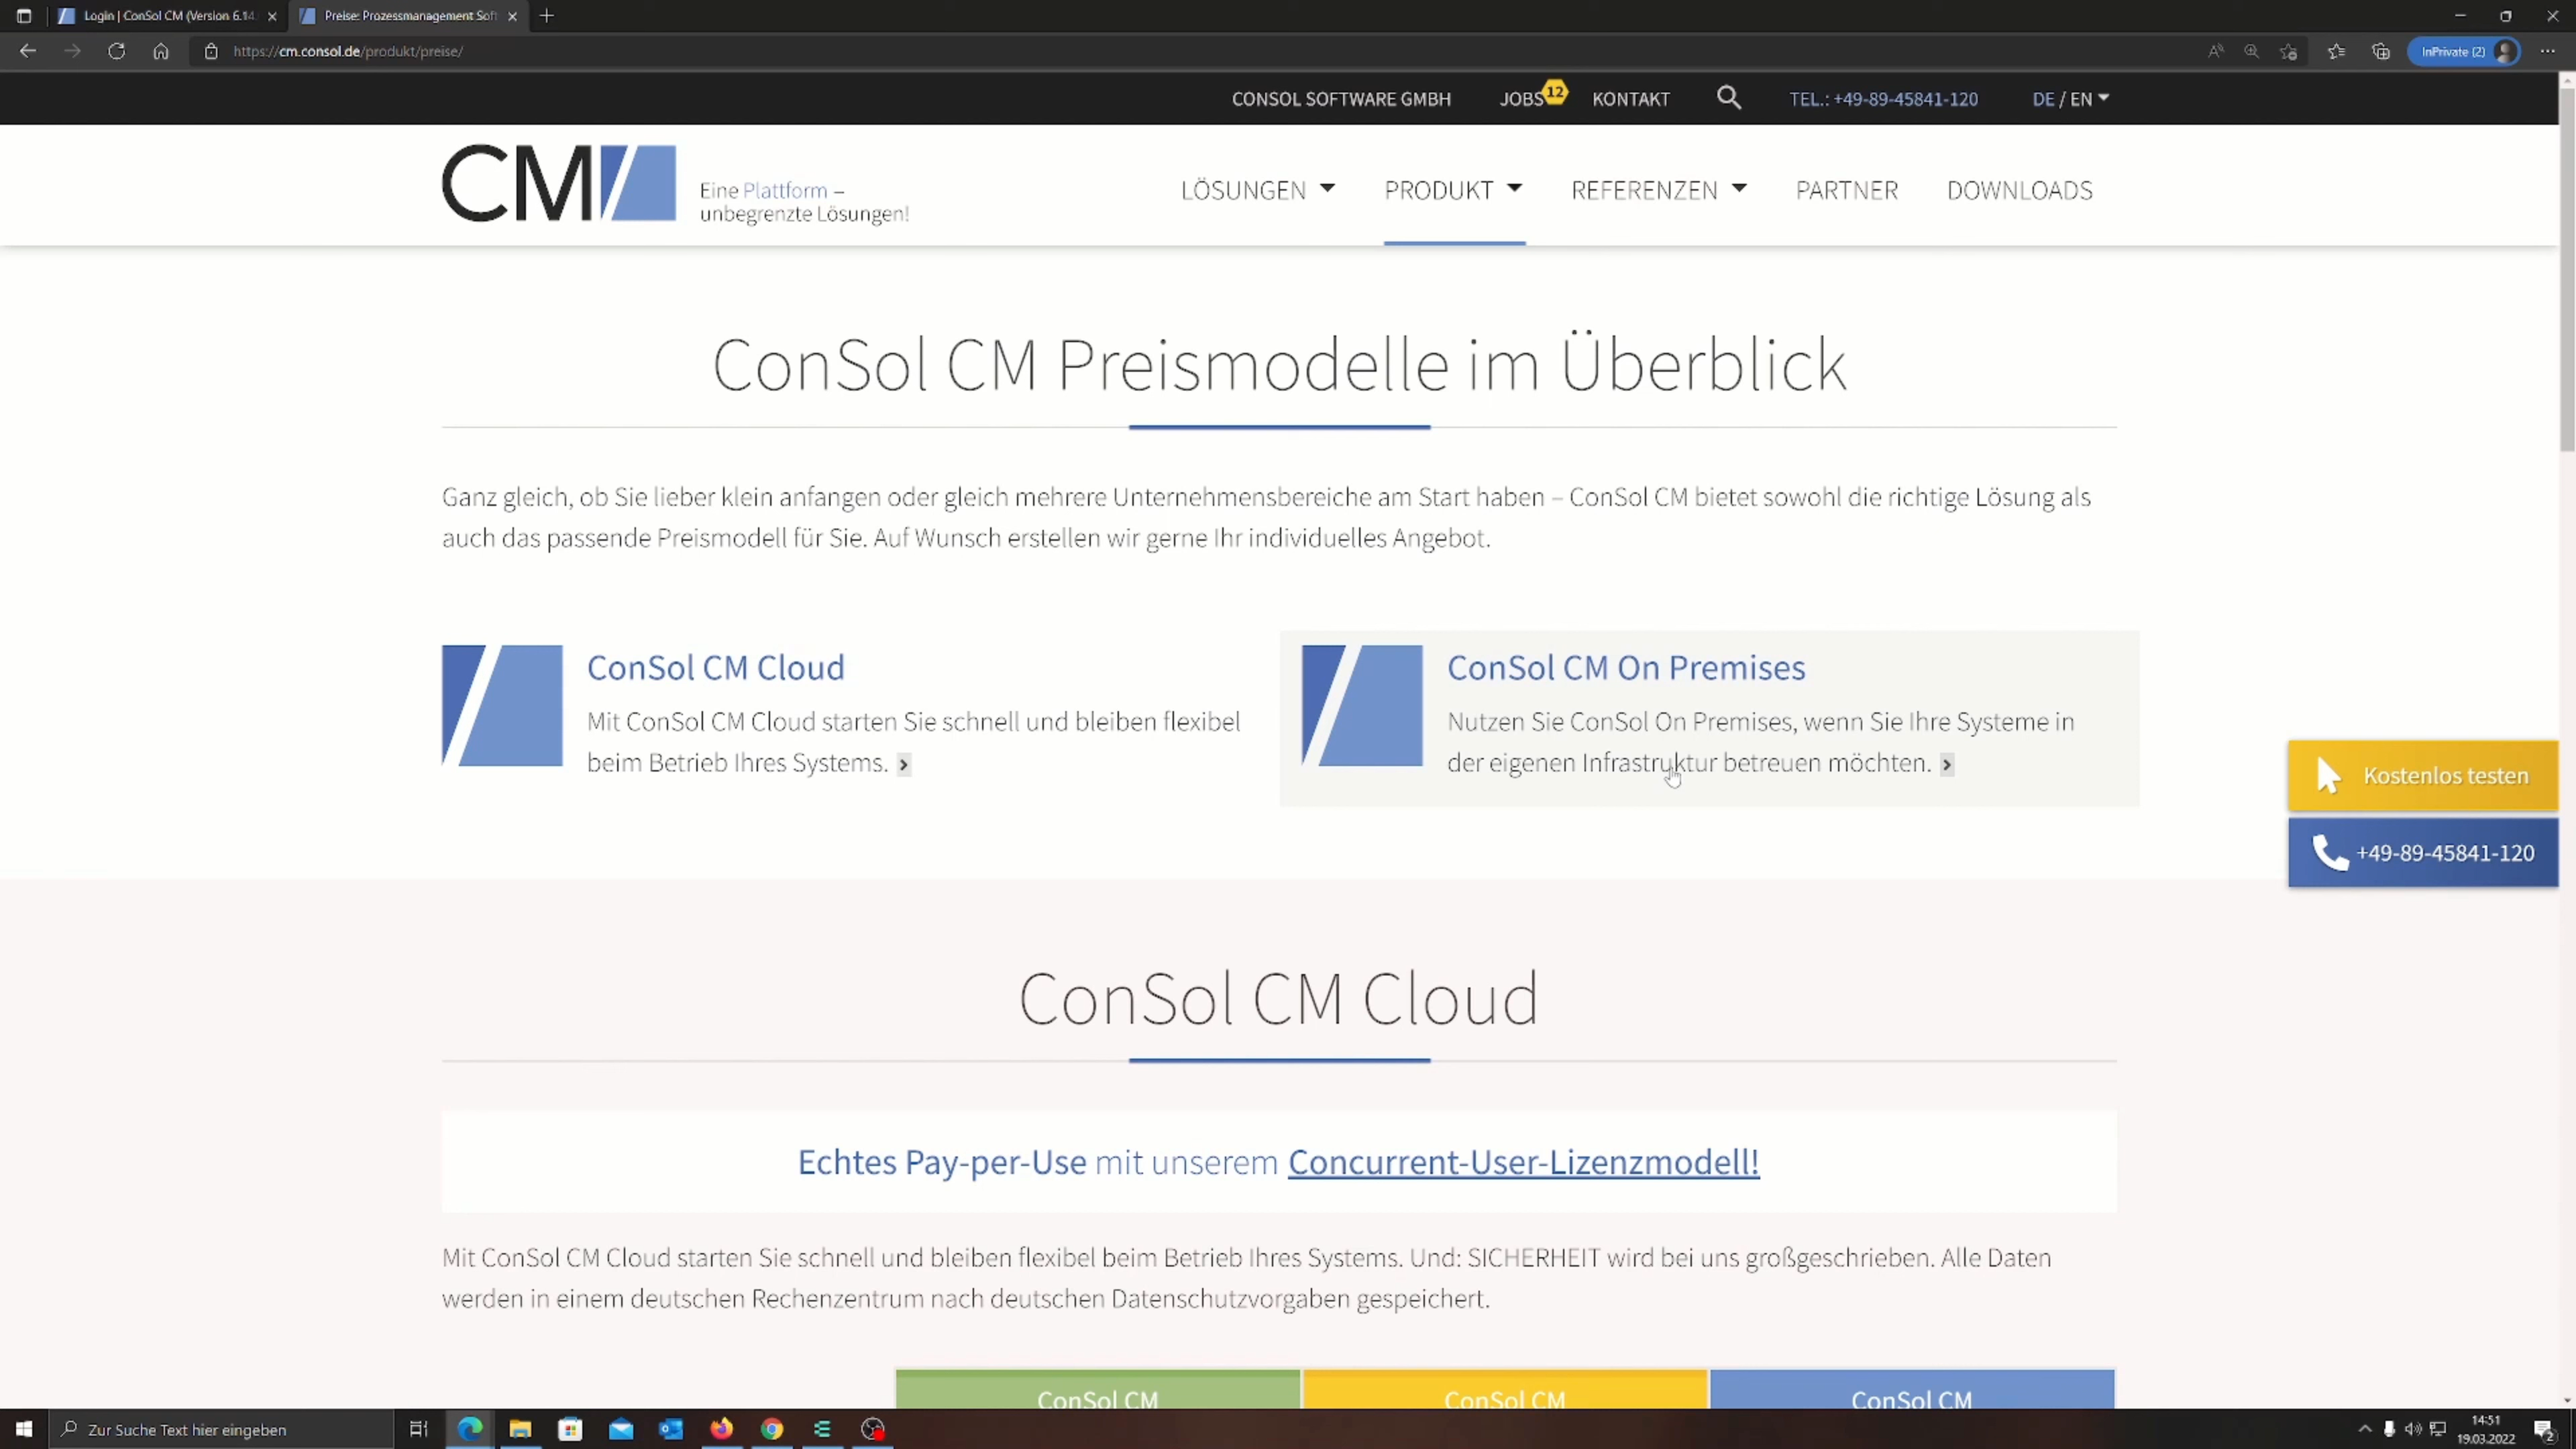 Login | ConSol CM (Version 6.14.
Preise: Prozessmanagement Soft
https://cm.consol.de/produkt/preise/
InPrivate (2)
CONSOL SOFTWARE GMBH
JOBS 12
KONTAKT
TEL.: +49-89-45841-120
DE / EN
CM
Eine Plattform –
unbegrenzte Lösungen!
LÖSUNGEN
PRODUKT
REFERENZEN
PARTNER
DOWNLOADS
ConSol CM Preismodelle im Überblick
Ganz gleich, ob Sie lieber klein anfangen oder gleich mehrere Unternehmensbereiche am Start haben – ConSol CM bietet sowohl die richtige Lösung als
auch das passende Preismodell für Sie. Auf Wunsch erstellen wir gerne Ihr individuelles Angebot.
ConSol CM Cloud
Mit ConSol CM Cloud starten Sie schnell und bleiben flexibel
beim Betrieb Ihres Systems.
ConSol CM On Premises
Nutzen Sie ConSol On Premises, wenn Sie Ihre Systeme in
der eigenen Infrastruktur betreuen möchten.
Kostenlos testen
+49-89-45841-120
ConSol CM Cloud
Echtes Pay-per-Use mit unserem Concurrent-User-Lizenzmodell!
Mit ConSol CM Cloud starten Sie schnell und bleiben flexibel beim Betrieb Ihres Systems. Und: SICHERHEIT wird bei uns großgeschrieben. Alle Daten
werden in einem deutschen Rechenzentrum nach deutschen Datenschutzvorgaben gespeichert.
ConSol CM
ConSol CM
ConSol CM
Zur Suche Text hier eingeben
14:51
19.03.2022
2